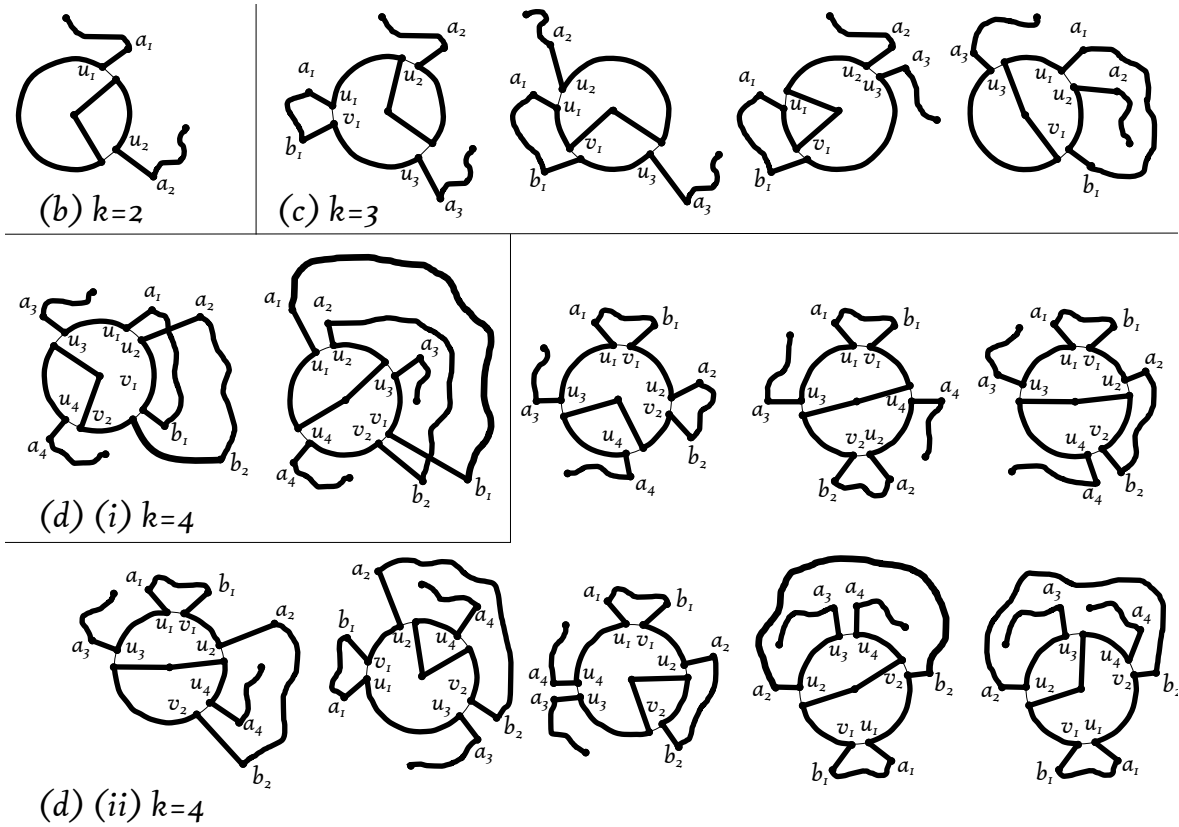 a₁
u₁
u₂
a₂
(b) k=2
a₂
a₁
u₂
u₁
v₁
b₁
u₃
a₃
a₂
a₁
u₂
u₁
v₁
b₁
u₃
a₃
a₂
a₃
a₁
u₂
u₃
u₁
v₁
b₁
a₃
a₁
u₃
u₁
a₂
u₂
v₁
b₁
(c) k=3
a₃
a₁
a₂
u₁
u₃
u₂
v₁
u₄
v₂
a₄
b₁
b₂
a₁
a₂
a₃
u₁
u₂
u₃
u₄
v₂
v₁
a₄
b₂
b₁
(d) (i) k=4
a₁
b₁
u₁
v₁
a₂
u₂
a₃
u₃
v₂
u₄
b₂
a₄
a₁
b₁
u₁
v₁
a₃
u₃
u₄
a₄
v₂
u₂
b₂
a₂
a₁
b₁
u₁
v₁
a₂
u₂
a₃
u₃
u₄
v₂
b₂
a₄
a₁
b₁
u₁
v₁
a₂
u₂
a₃
u₃
u₄
v₂
a₄
b₂
a₂
a₄
b₁
u₂
u₄
v₁
u₁
a₁
v₂
u₃
b₂
a₃
a₁
b₁
u₁
v₁
a₂
u₂
a₄
u₄
a₃
u₃
v₂
b₂
a₃
a₄
u₃
u₄
a₂
u₂
v₂
b₂
v₁
u₁
b₁
a₁
a₃
a₄
u₃
u₄
a₂
u₂
v₂
b₂
v₁
u₁
b₁
a₁
(d) (ii) k=4